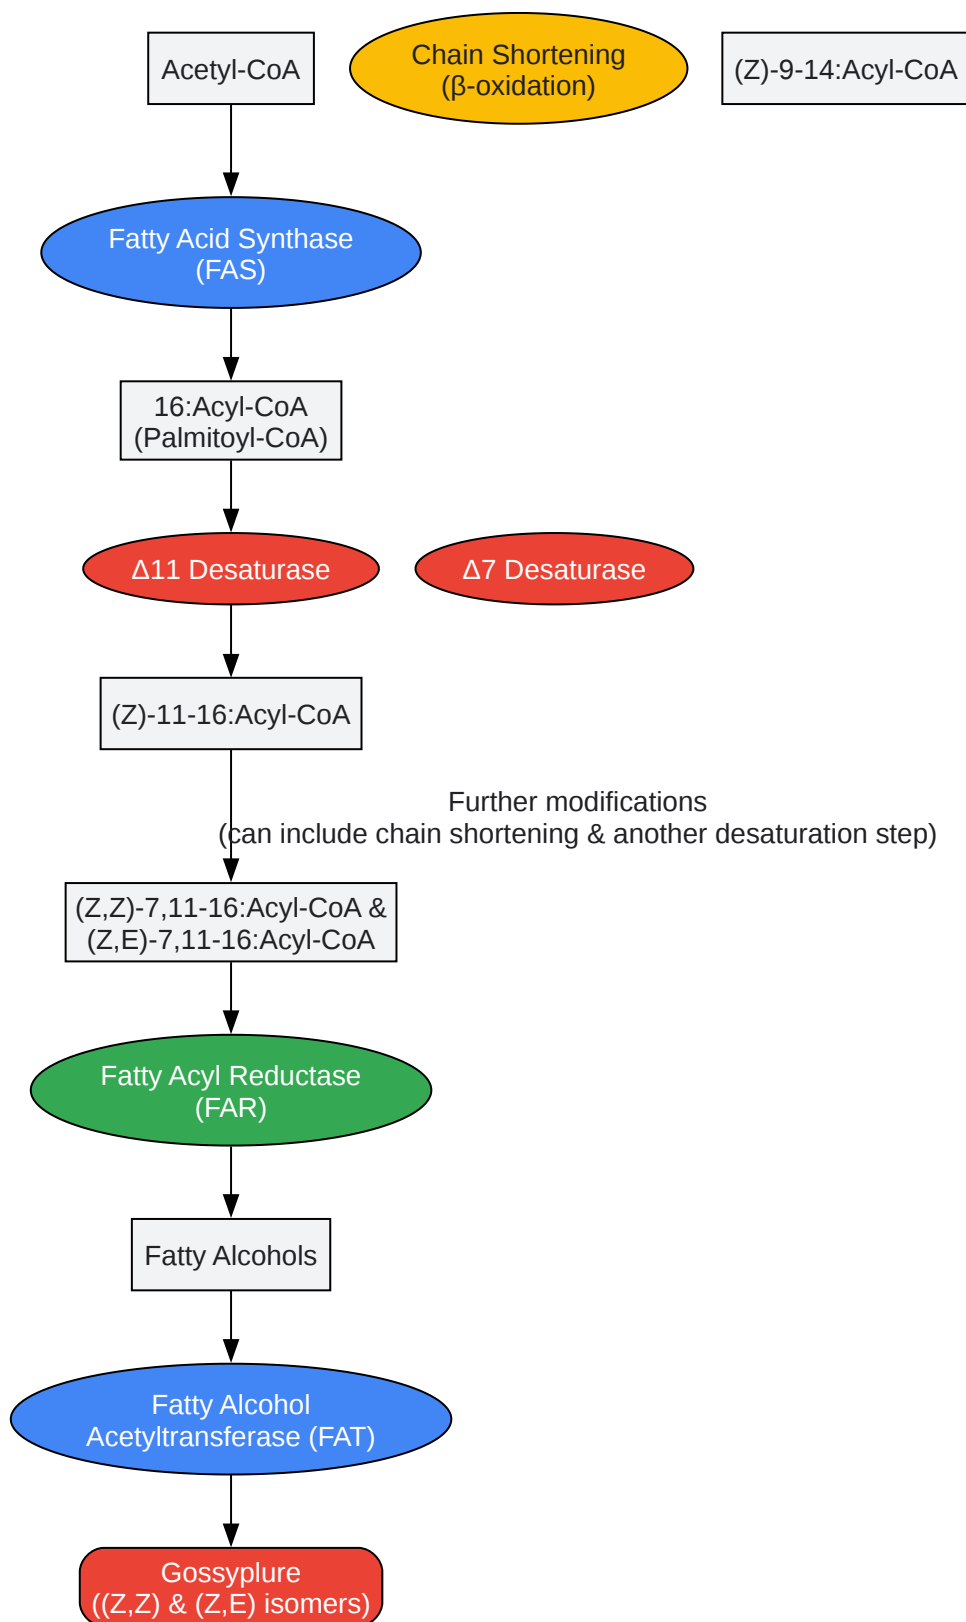 Acetyl-CoA
Chain Shortening
(β-oxidation)
(Z)-9-14:Acyl-CoA
Fatty Acid Synthase
(FAS)
16:Acyl-CoA
(Palmitoyl-CoA)
Δ11 Desaturase
Δ7 Desaturase
(Z)-11-16:Acyl-CoA
Further modifications
(can include chain shortening & another desaturation step)
(Z,Z)-7,11-16:Acyl-CoA &
(Z,E)-7,11-16:Acyl-CoA
Fatty Acyl Reductase
(FAR)
Fatty Alcohols
Fatty Alcohol
Acetyltransferase (FAT)
Gossyplure
((Z,Z) & (Z,E) isomers)